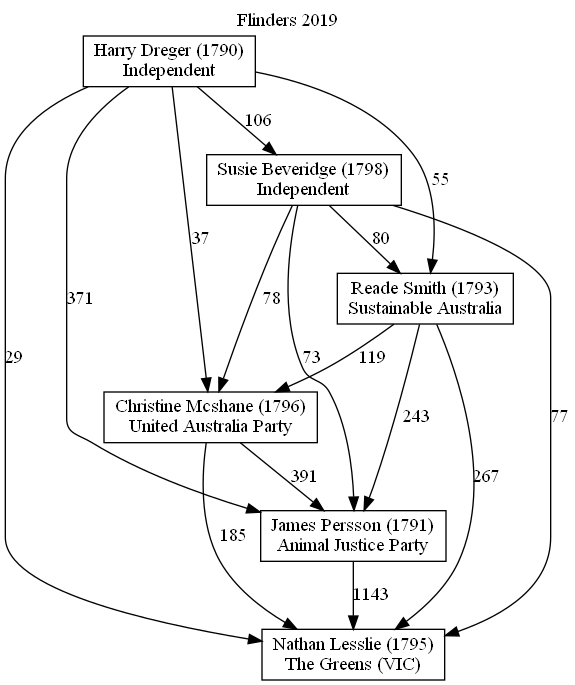 Flinders 2019
Harry Dreger (1790)
Independent
106
Susie Beveridge (1798)
Independent
55
37
80
Reade Smith (1793)
Sustainable Australia
371
78
29
73
119
Christine Mcshane (1796)
United Australia Party
243
77
391
267
James Persson (1791)
Animal Justice Party
185
1143
Nathan Lesslie (1795)
The Greens (VIC)